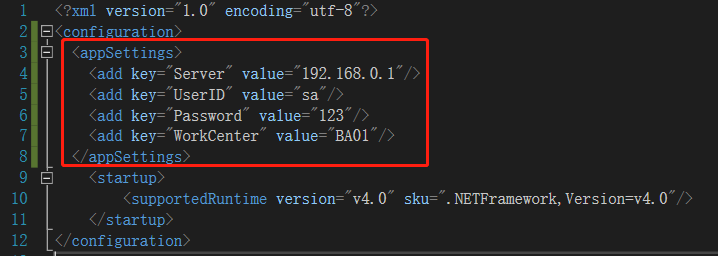 1 <?xml version="1.0" encoding="utf-8"?>
2 <configuration>
3 <appSettings>
4 <add key="Server" value="192.168.0.1"/>
5 <add key="UserID" value="sa"/>
6 <add key="Password" value="123"/>
7 <add key="WorkCenter" value="BA01"/>
8 </appSettings>
9 <startup>
10 <supportedRuntime version="v4.0" sku=".NETFramework,Version=v4.0"/>
11 </startup>
12 </configuration>